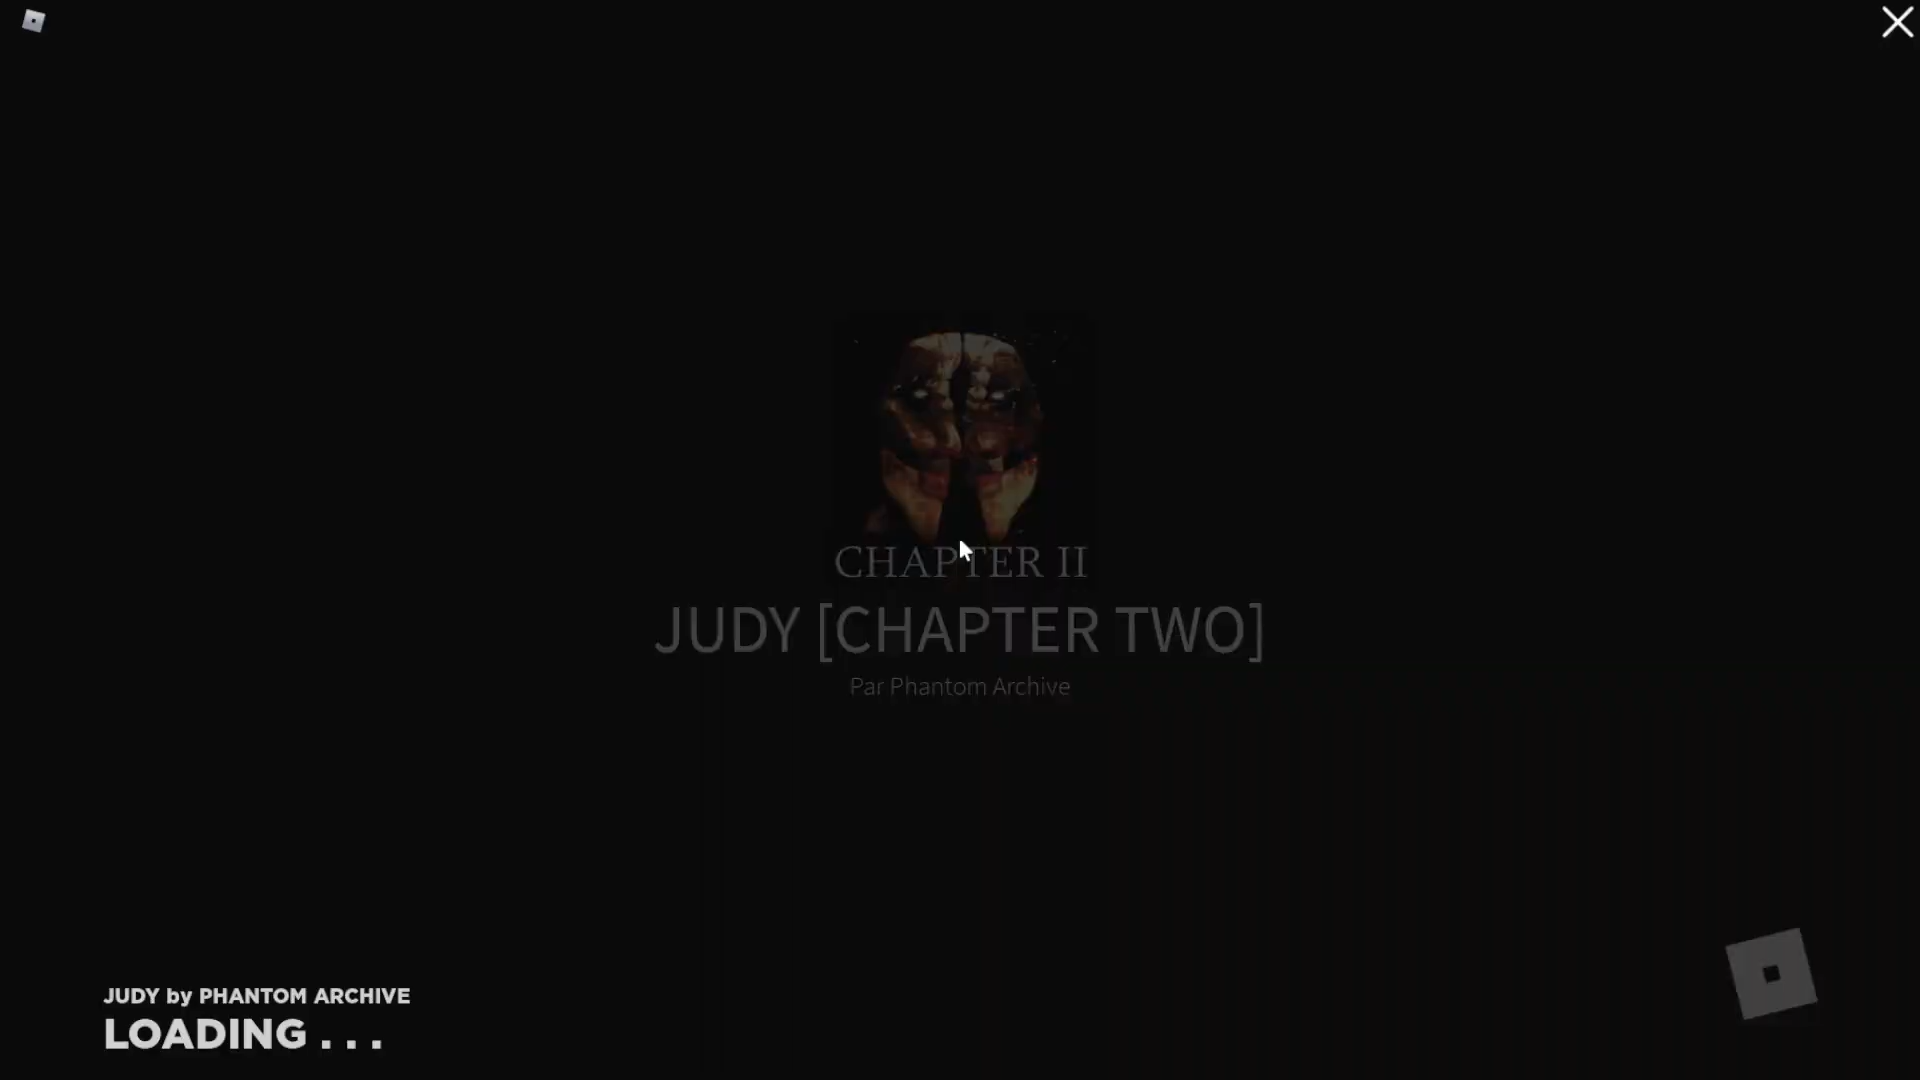 CHAPTER II
JUDY [CHAPTER TWO]
Par Phantom Archive
JUDY by PHANTOM ARCHIVE
LOADING . . .